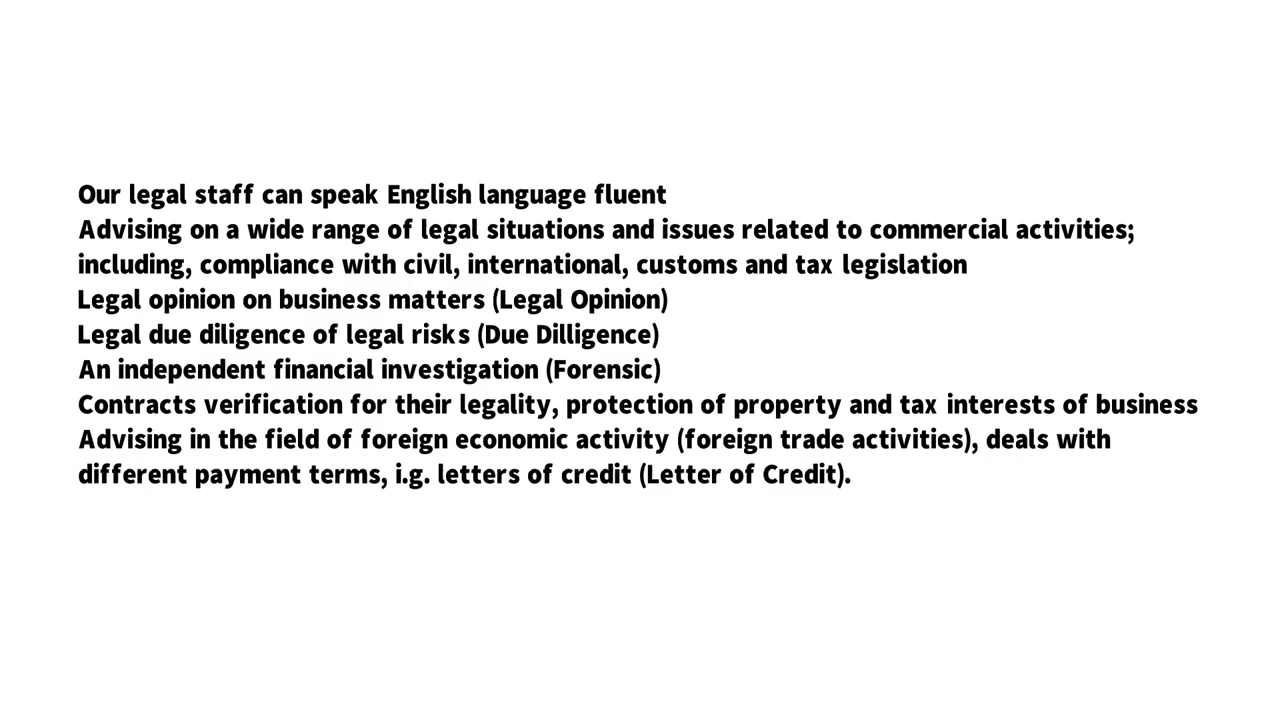 Our legal staff can speak English language fluent
Advising on a wide range of legal situations and issues related to commercial activities;
including, compliance with civil, international, customs and tax legislation
Legal opinion on business matters (Legal Opinion)
Legal due diligence of legal risks (Due Dilligence)
An independent financial investigation (Forensic)
Contracts verification for their legality, protection of property and tax interests of business
Advising in the field of foreign economic activity (foreign trade activities), deals with
different payment terms, i.g. letters of credit (Letter of Credit).